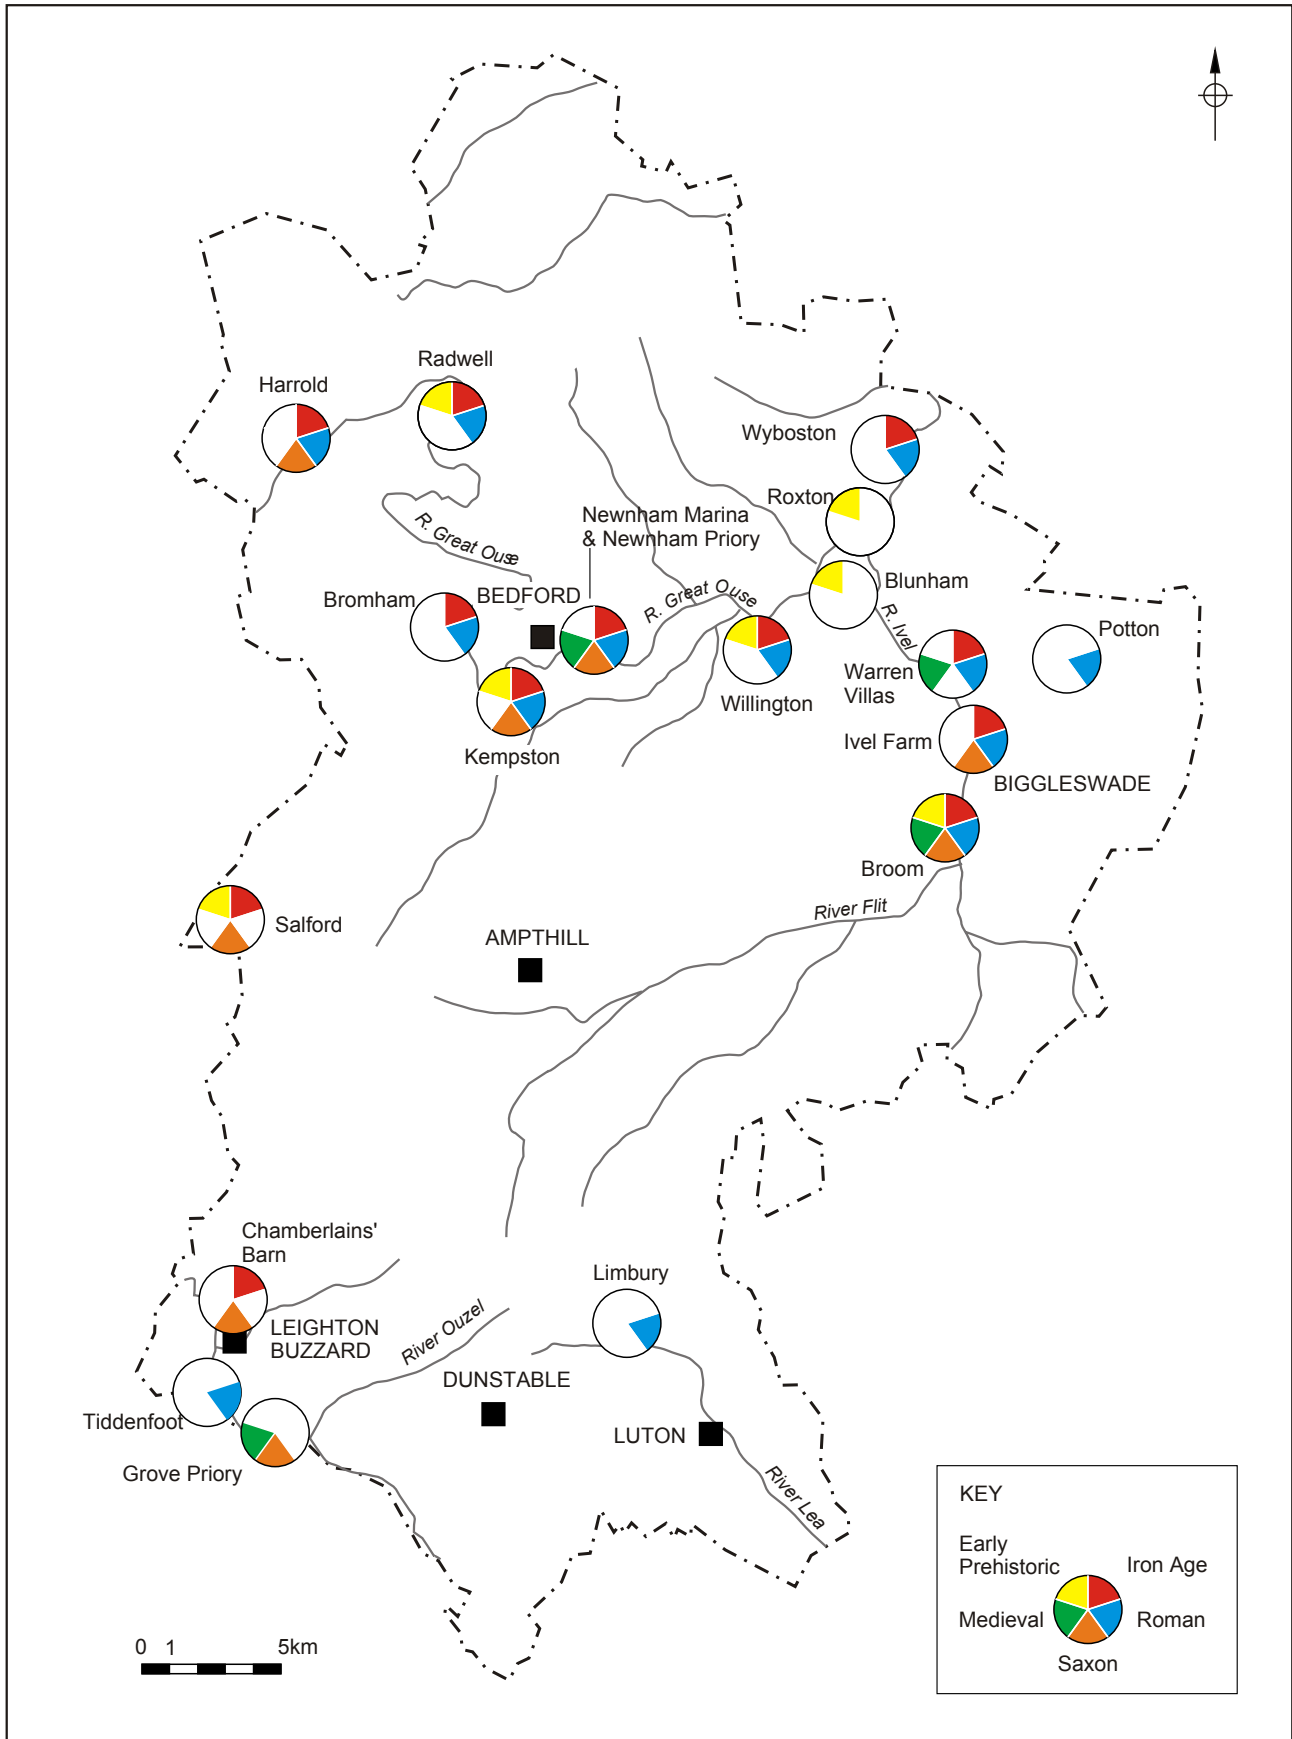 Radwell
Harrold
Wyboston
Roxton
Newnham Marina
& Newnham Priory
R. Great Ouse
Bromham
BEDFORD
R. Great Ouse
Blunham
R. Ivel
Potton
Warren
Villas
Willington
Ivel Farm
Kempston
BIGGLESWADE
Broom
River Flit
Salford
AMPTHILL
Chamberlains'
Barn
Limbury
LEIGHTON
BUZZARD
River Ouzel
DUNSTABLE
Tiddenfoot
LUTON
Grove Priory
River Lea
KEY
Early
Prehistoric
Iron Age
Medieval
Roman
Saxon
0 1 5km